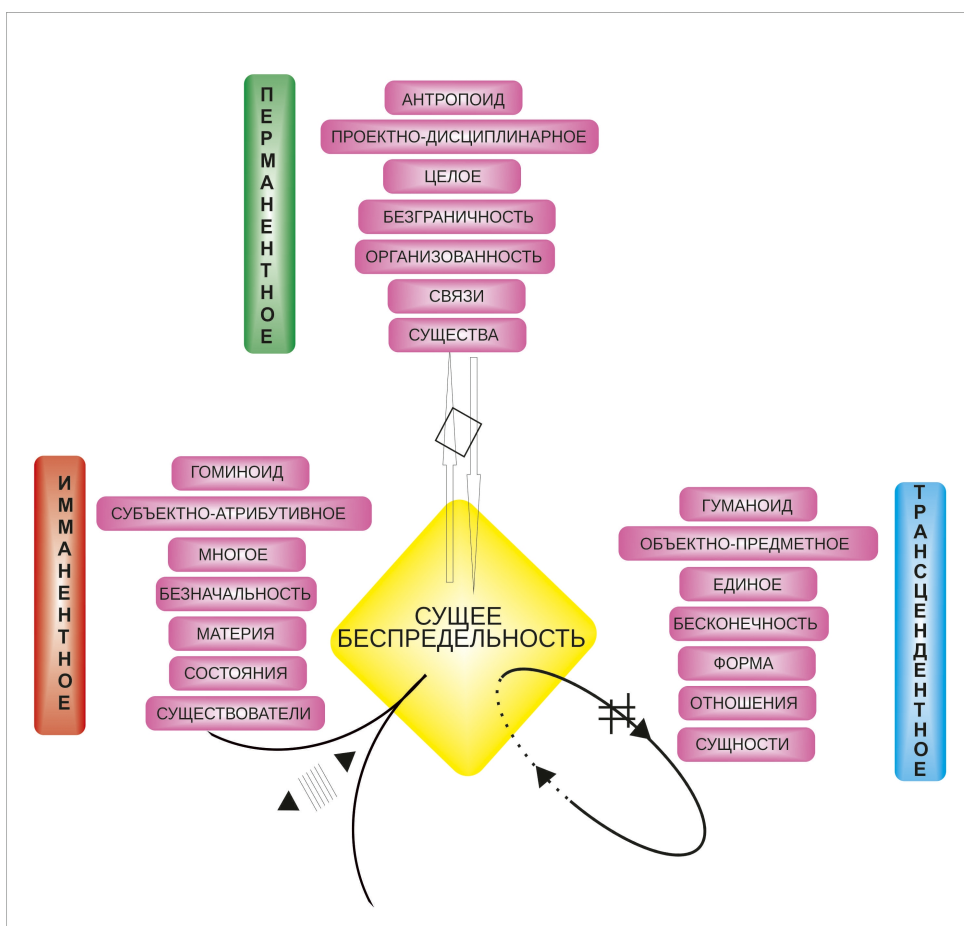 ПЕРМАНЕНТНОЕ
АНТРОПОИД
ПРОЕКТНО-ДИСЦИПЛИНАРНОЕ
ЦЕЛОЕ
БЕЗГРАНИЧНОСТЬ
ОРГАНИЗОВАННОСТЬ
СВЯЗИ
СУЩЕСТВА
ИММАНЕНТНОЕ
ГОМИНОИД
СУБЪЕКТНО-АТРИБУТИВНОЕ
МНОГОЕ
БЕЗНАЧАЛЬНОСТЬ
МАТЕРИЯ
СОСТОЯНИЯ
СУЩЕСТВОВАТЕЛИ
СУЩЕЕ
БЕСПРЕДЕЛЬНОСТЬ
ГУМАНОИД
ОБЪЕКТНО-ПРЕДМЕТНОЕ
ЕДИНОЕ
БЕСКОНЕЧНОСТЬ
ФОРМА
ОТНОШЕНИЯ
СУЩНОСТИ
ТРАНСЦЕНДЕНТНОЕ